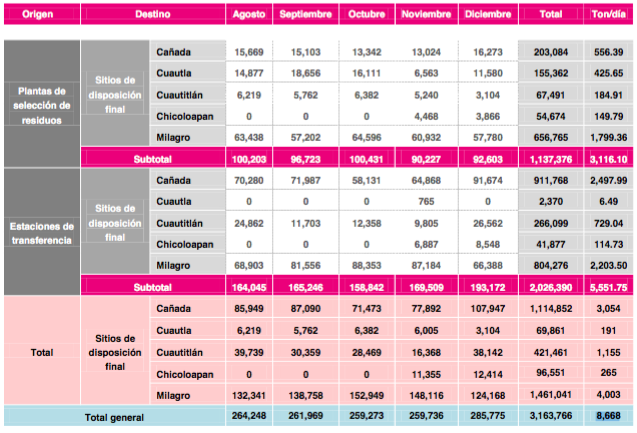 Origen Destino Agosto Septiembre Octubre Noviembre Diciembre Total Ton/día
Plantas de selección de residuos Sitios de disposición final Cañada 15,669 15,103 13,342 13,024 16,273 203,084 556.39
Cuautla 14,877 18,656 16,111 6,563 11,580 155,362 425.65
Cuautitlán 6,219 5,762 6,382 5,240 3,104 67,491 184.91
Chicoloapan 0 0 0 4,468 3,866 54,674 149.79
Milagro 63,438 57,202 64,596 60,932 57,780 656,765 1,799.36
Subtotal 100,203 96,723 100,431 90,227 92,603 1,137,376 3,116.10
Estaciones de transferencia Sitios de disposición final Cañada 70,280 71,987 58,131 64,868 91,674 911,768 2,497.99
Cuautla 0 0 0 765 0 2,370 6.49
Cuautitlán 24,862 11,703 12,358 9,805 26,562 266,099 729.04
Chicoloapan 0 0 0 6,887 8,548 41,877 114.73
Milagro 68,903 81,556 88,353 87,184 66,388 804,276 2,203.50
Subtotal 164,045 165,246 158,842 169,509 193,172 2,026,390 5,551.75
Total Sitios de disposición final Cañada 85,949 87,090 71,473 77,892 107,947 1,114,852 3,054
Cuautla 6,219 5,762 6,382 6,005 3,104 69,861 191
Cuautitlán 39,739 30,359 28,469 16,368 38,142 421,461 1,155
Chicoloapan 0 0 0 11,355 12,414 96,551 265
Milagro 132,341 138,758 152,949 148,116 124,168 1,461,041 4,003
Total general 264,248 261,969 259,273 259,736 285,775 3,163,766 8,668